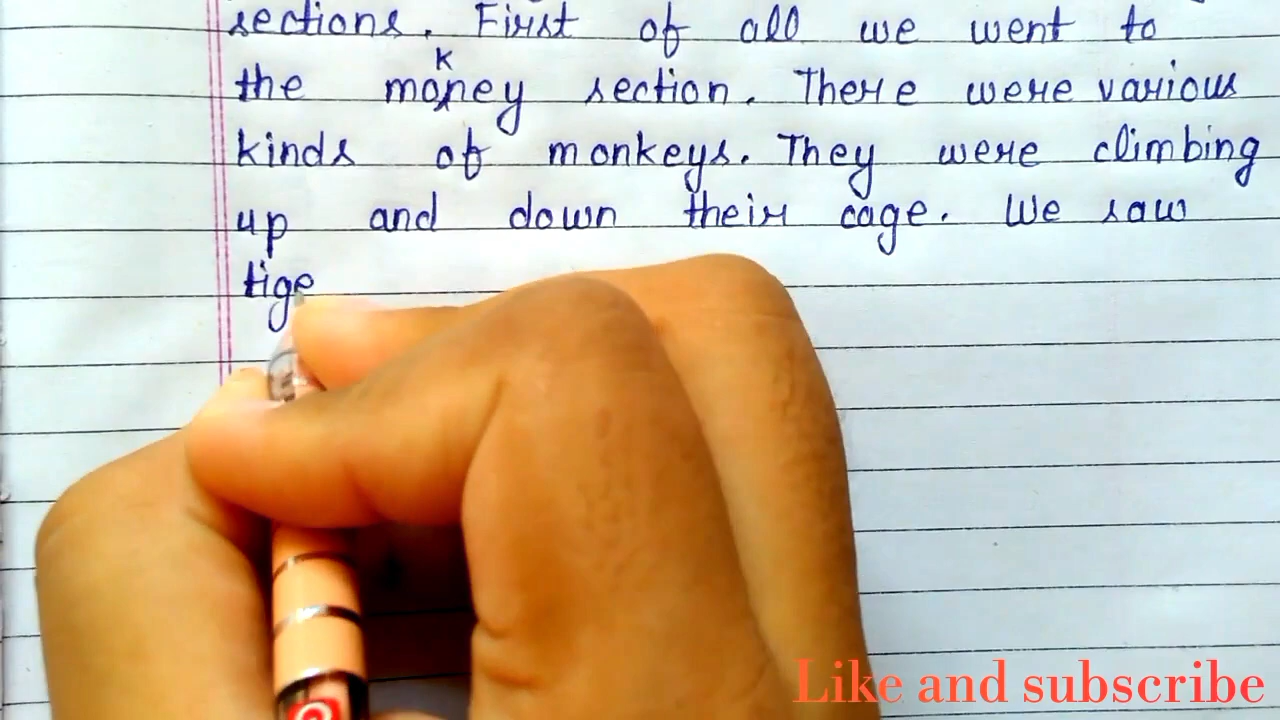 sections. First of all we went to
the monkey section. There were various
kinds of monkeys. They were climbing
up and down their cage. We saw
tige
Like and subscribe